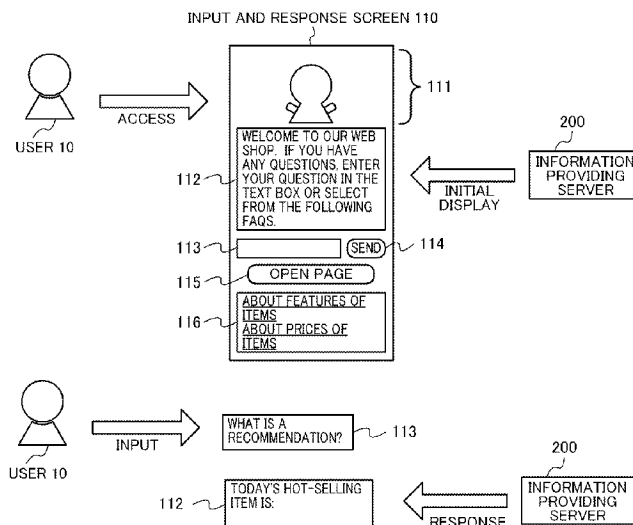 INPUT AND RESPONSE SCREEN 110
111
USER 10
ACCESS
WELCOME TO OUR WEB
SHOP. IF YOU HAVE
ANY QUESTIONS, ENTER
YOUR QUESTION IN THE
TEXT BOX OR SELECT
FROM THE FOLLOWING
FAQS.
112
200
INFORMATION
PROVIDING
SERVER
INITIAL
DISPLAY
113
SEND
114
115
OPEN PAGE
116
ABOUT FEATURES OF
ITEMS
ABOUT PRICES OF
ITEMS
USER 10
INPUT
WHAT IS A
RECOMMENDATION?
113
112
TODAY'S HOT-SELLING
ITEM IS:
RESPONSE
200
INFORMATION
PROVIDING
SERVER